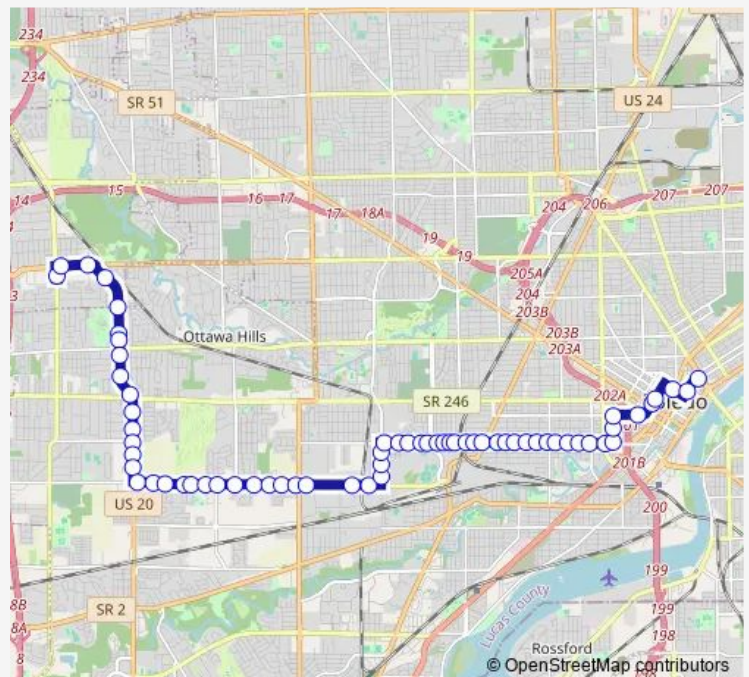 234
234
SR 51
US 24
14
15
16
17
17
18A
19
19
204
206
207
207
205A
204
203B
203B
203A
13
Ottawa Hills
202A
SR 246
201B
US 20
200
199
199
198
198
SR 2
8B
8A
8
Lucas County
Rossford
© OpenStreetMap contributors